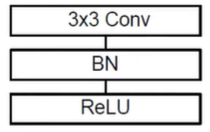 3x3 Conv
BN
ReLU